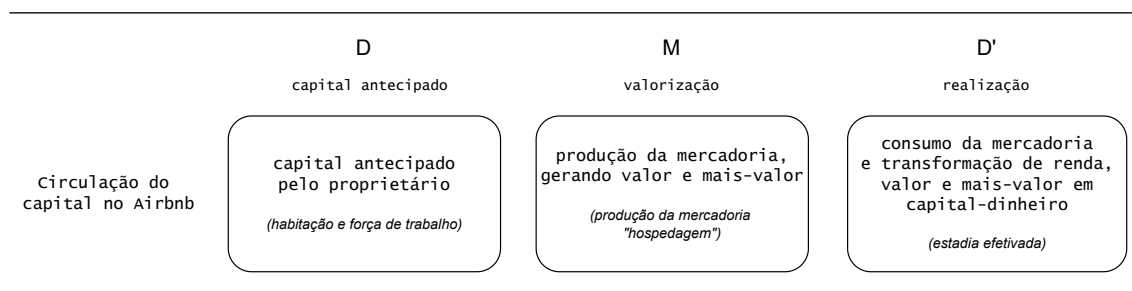 D
M
D'
capital antecipado
valorização
realização
Circulação do
capital no Airbnb
capital antecipado
pelo proprietário
(habitação e força de trabalho)
produção da mercadoria,
gerando valor e mais-valor
(produção da mercadoria
"hospedagem")
consumo da mercadoria
e transformação de renda,
valor e mais-valor em
capital-dinheiro
(estadia efetivada)